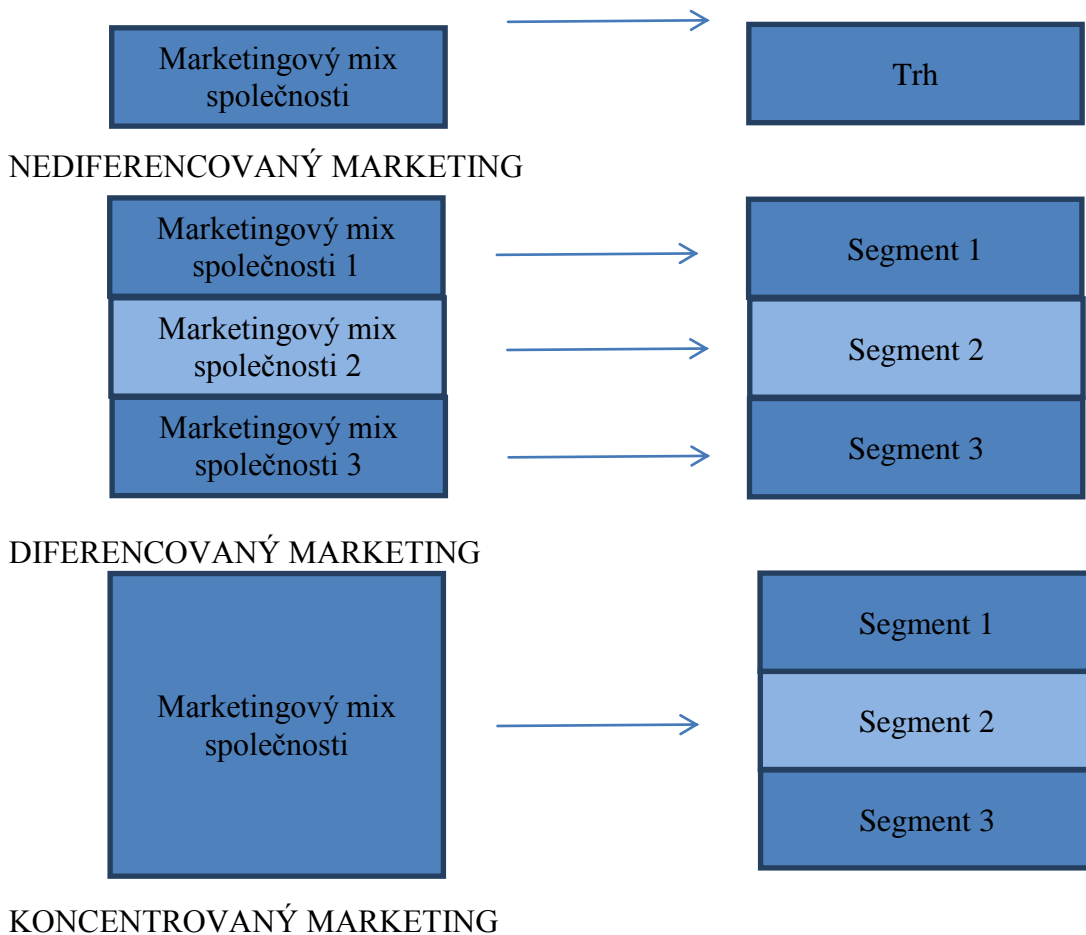 Marketingový mix
společnosti
Trh
NEDIFERENCOVANÝ MARKETING
Marketingový mix
společnosti 1
Segment 1
Marketingový mix
společnosti 2
Segment 2
Marketingový mix
společnosti 3
Segment 3
DIFERENCOVANÝ MARKETING
Marketingový mix
společnosti
Segment 1
Segment 2
Segment 3
KONCENTROVANÝ MARKETING